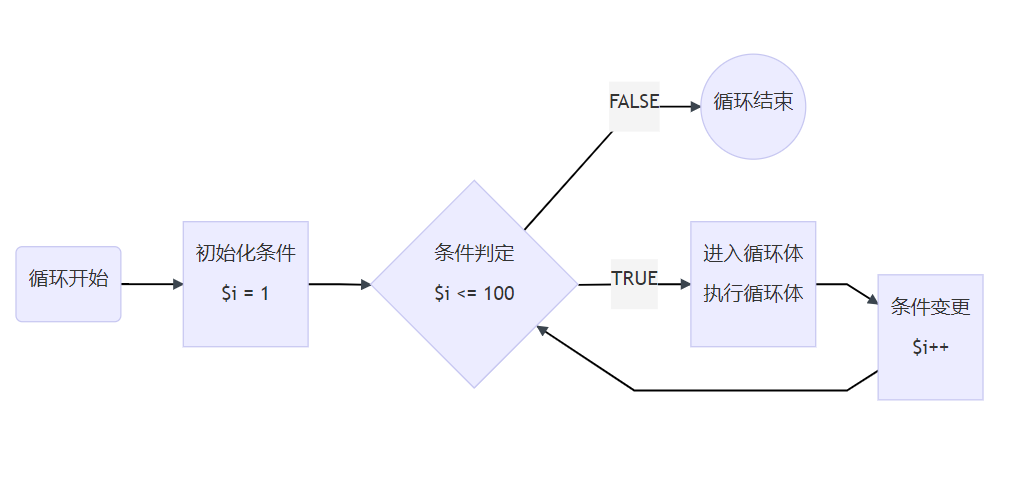 循环开始
初始化条件
$i = 1
条件判定
$i <= 100
FALSE
循环结束
TRUE
进入循环体
执行循环体
条件变更
$i++